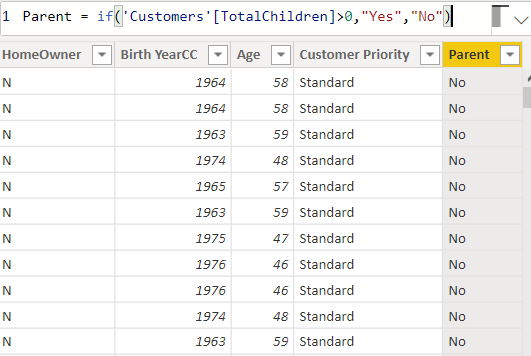 1 Parent = if('Customers'[TotalChildren]>0,"Yes","No")
HomeOwner Birth YearCC Age Customer Priority Parent
N 1964 58 Standard No
N 1964 58 Standard No
N 1963 59 Standard No
N 1974 48 Standard No
N 1965 57 Standard No
N 1963 59 Standard No
N 1975 47 Standard No
N 1976 46 Standard No
N 1976 46 Standard No
N 1974 48 Standard No
N 1963 59 Standard No